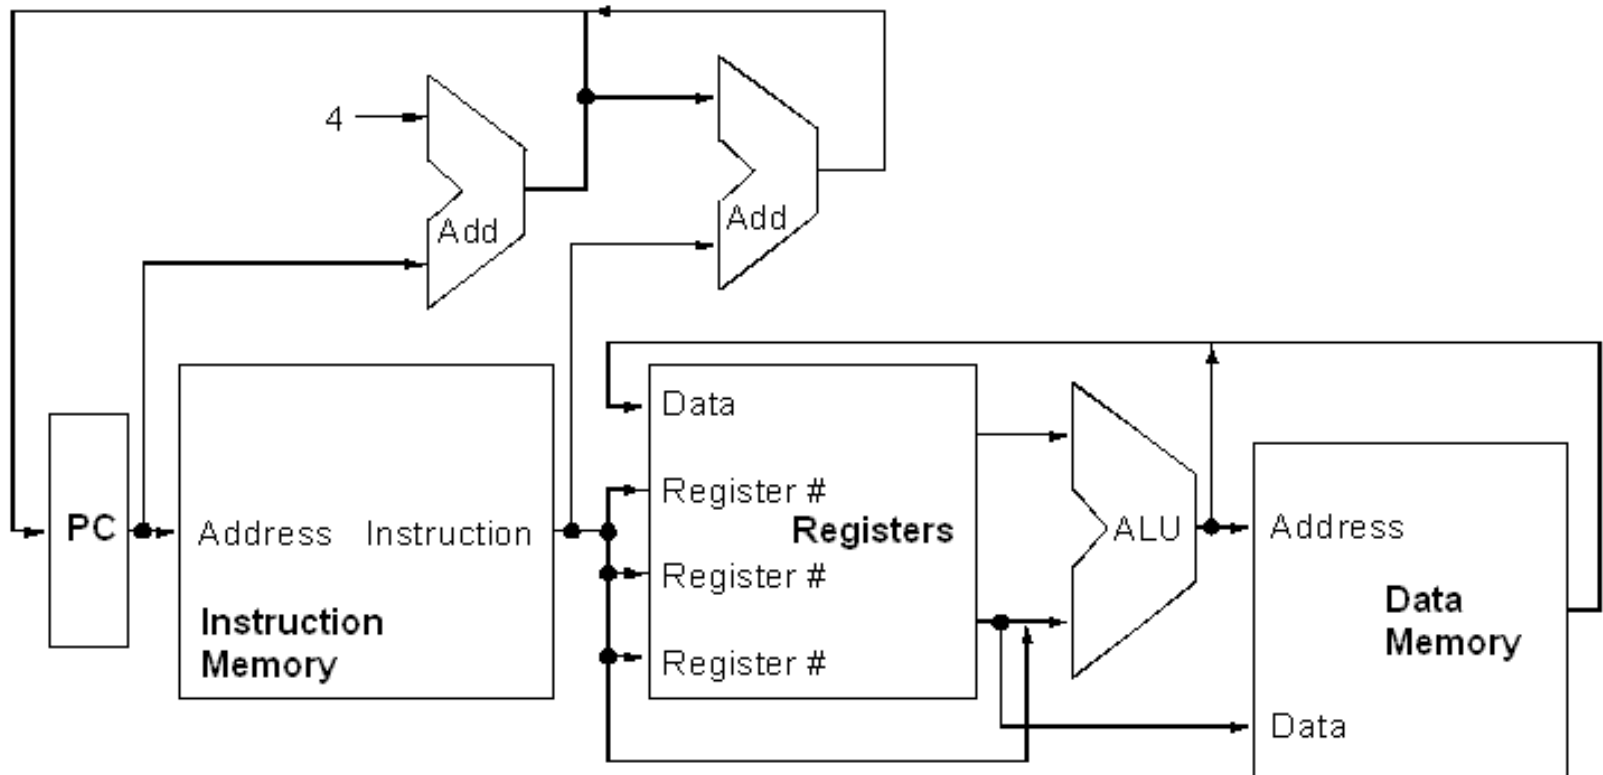 4
Add
Add
Data
Register #
Register #
Register #
Registers
PC
Address
Instruction
Instruction
Memory
ALU
Address
Data
Memory
Data